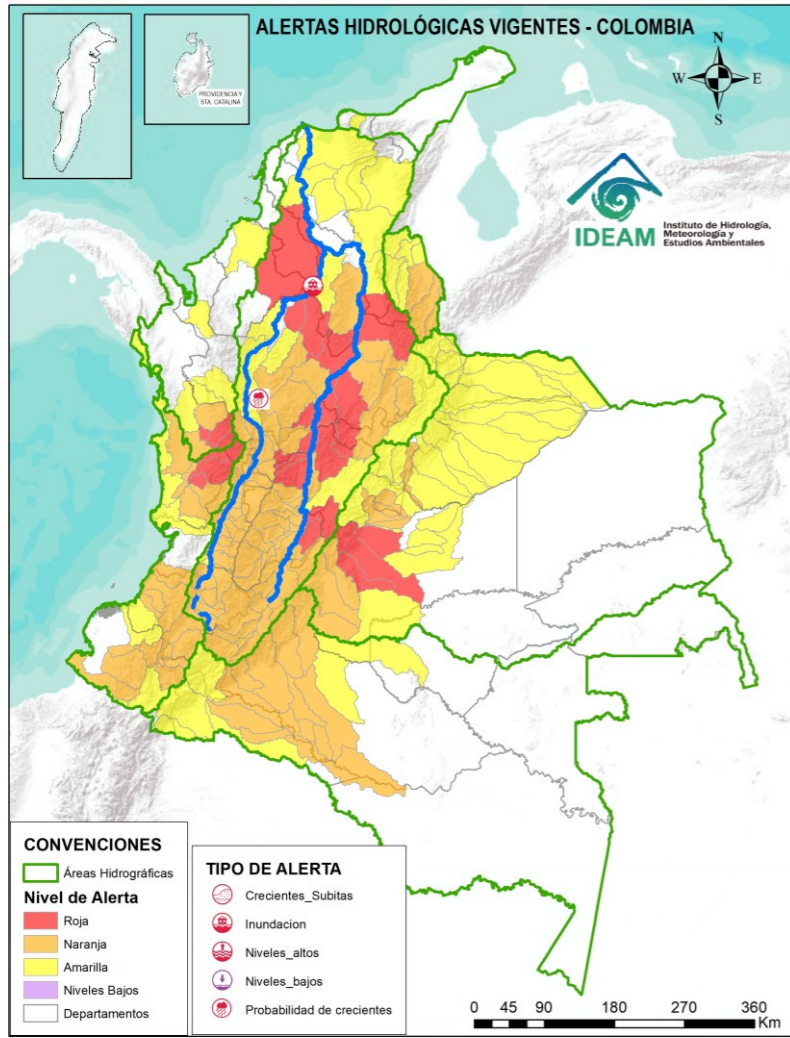 ALERTAS HIDROLÓGICAS VIGENTES - COLOMBIA
PROVIDENCIA Y
STA. CATALINA
N
W
E
S
IDEAM
Instituto de Hidrología,
Meteorología y
Estudios Ambientales
CONVENCIONES
Áreas Hidrográficas
Nivel de Alerta
Roja
Naranja
Amarilla
Niveles Bajos
Departamentos
TIPO DE ALERTA
Crecientes_Subitas
Inundacion
Niveles_altos
Niveles_bajos
Probabilidad de crecientes
0 45 90 180 270 360
Km